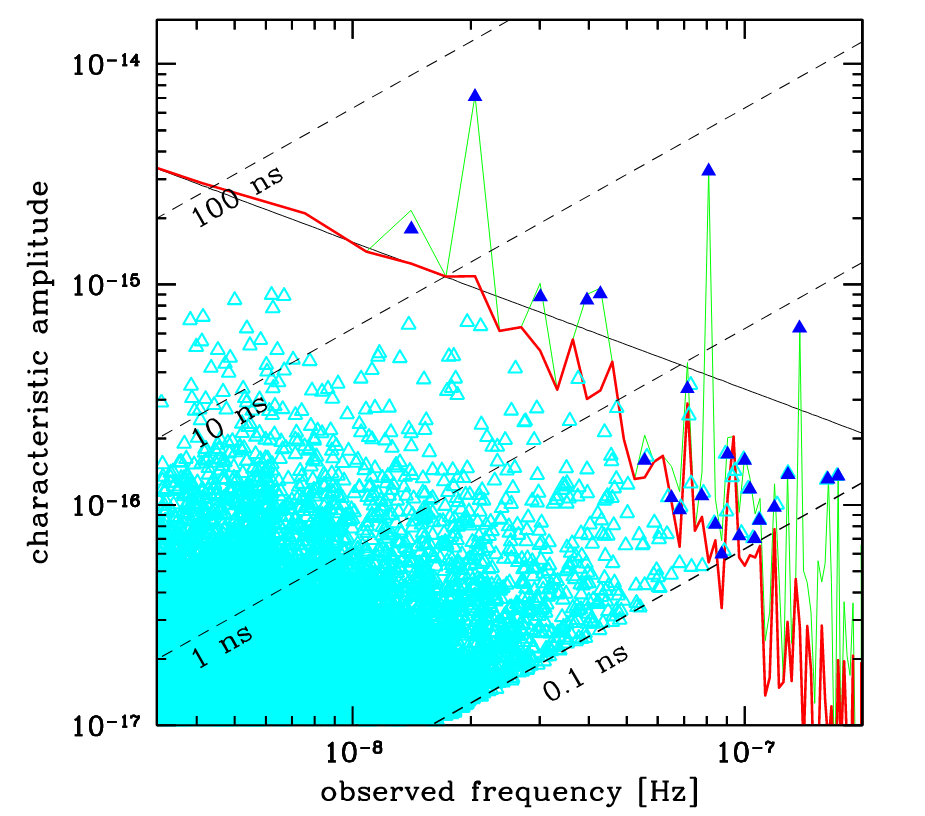 10⁻¹⁴
100 ns
characteristic amplitude
10⁻¹⁵
10 ns
10⁻¹⁶
1 ns
0.1 ns
10⁻¹⁷
10⁻⁸
10⁻⁷
observed frequency [Hz]